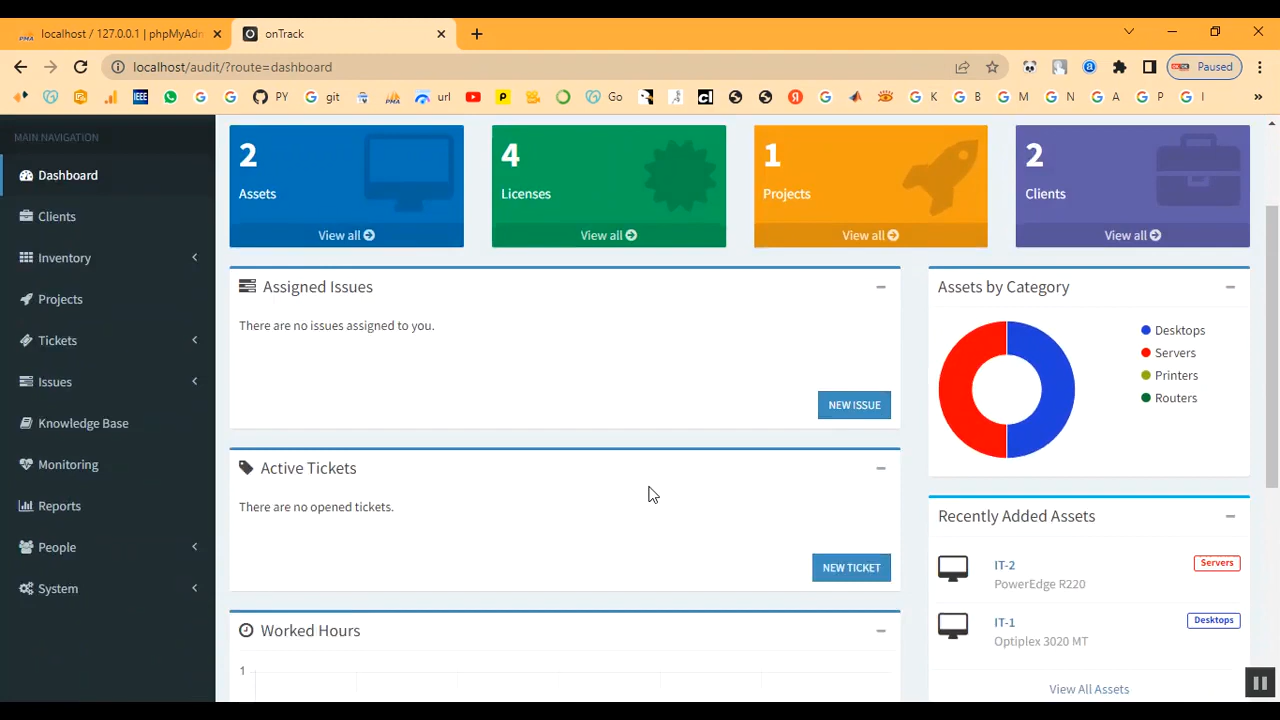 localhost / 127.0.0.1 | phpMyAdn
onTrack
localhost/audit/?route=dashboard
Paused
PMA
IEEE
PY
git
PMA
url
Go
K
B
M
N
A
P
I
MAIN NAVIGATION
Dashboard
Clients
Inventory
Projects
Tickets
Issues
Knowledge Base
Monitoring
Reports
People
System
2
Assets
View all
4
Licenses
View all
1
Projects
View all
2
Clients
View all
Assigned Issues
There are no issues assigned to you.
NEW ISSUE
Active Tickets
There are no opened tickets.
NEW TICKET
Worked Hours
1
Assets by Category
Desktops
Servers
Printers
Routers
Recently Added Assets
IT-2
Servers
PowerEdge R220
IT-1
Desktops
Optiplex 3020 MT
View All Assets